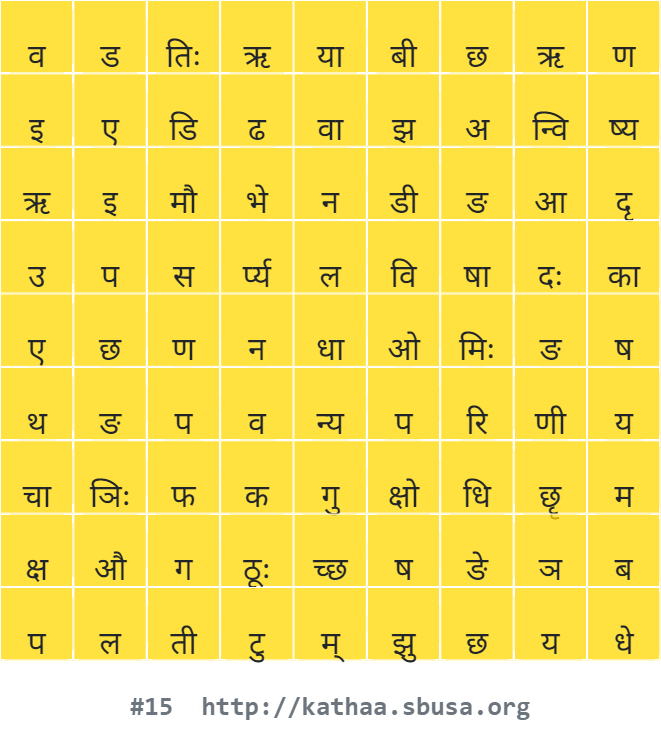 व ड तिः ऋ या बी छ ऋ ण
इ ए डि ढ वा झ अ न्वि ष्य
ऋ इ मौ भे न डी ङ आ दृ
उ प स र्प्य ल वि षा दः का
ए छ ण न धा ओ मिः ङ ष
थ ङ प व न्य प रि णी य
चा ञिः फ क गु क्षो धि छृ म
क्ष औ ग ठूः च्छ ष ङे ञ ब
प ल ती टु म् झु छ य धे
#15 http://kathaa.sbusa.org